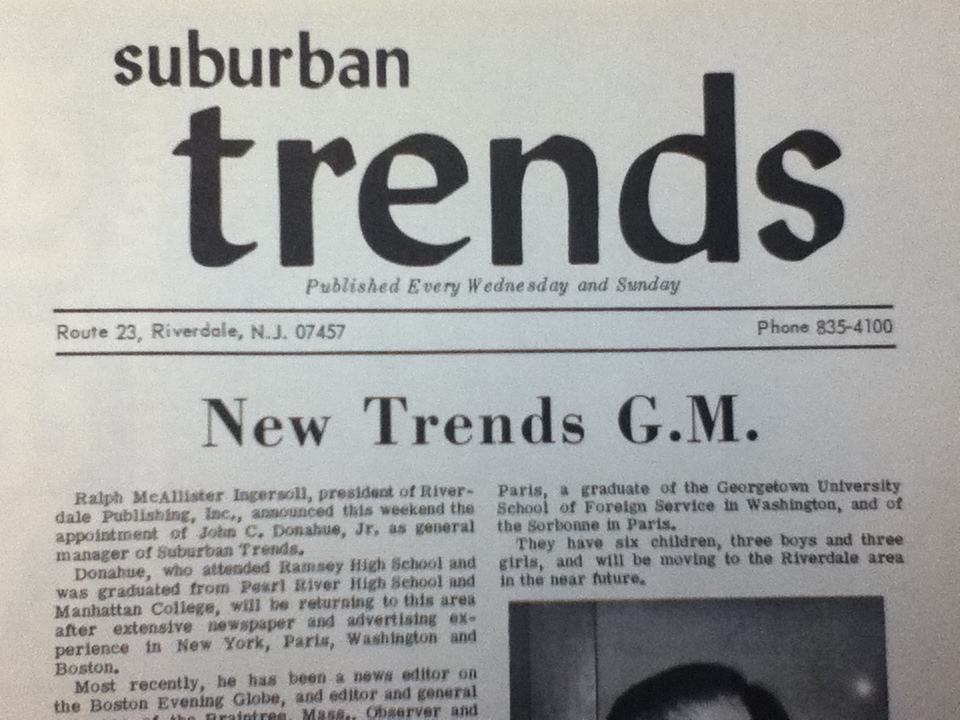 suburban
trends
Published Every Wednesday and Sunday
Route 23, Riverdale, N.J. 07457
Phone 835-4100
New Trends G.M.
Ralph McAllister Ingersoll, president of River-
dale Publishing, Inc., announced this weekend the
appointment of John C. Donahue, Jr. as general
manager of Suburban Trends.
Donahue, who attended Ramsey High School and
was graduated from Pearl River High School and
Manhattan College, will be returning to this area
after extensive newspaper and advertising ex-
perience in New York, Paris, Washington and
Boston.
Most recently, he has been a news editor on
the Boston Evening Globe, and editor and general
of the Braintree, Mass., Observer and
Paris, a graduate of the Georgetown University
School of Foreign Service in Washington, and of
the Sorbonne in Paris.
They have six children, three boys and three
girls, and will be moving to the Riverdale area
in the near future.